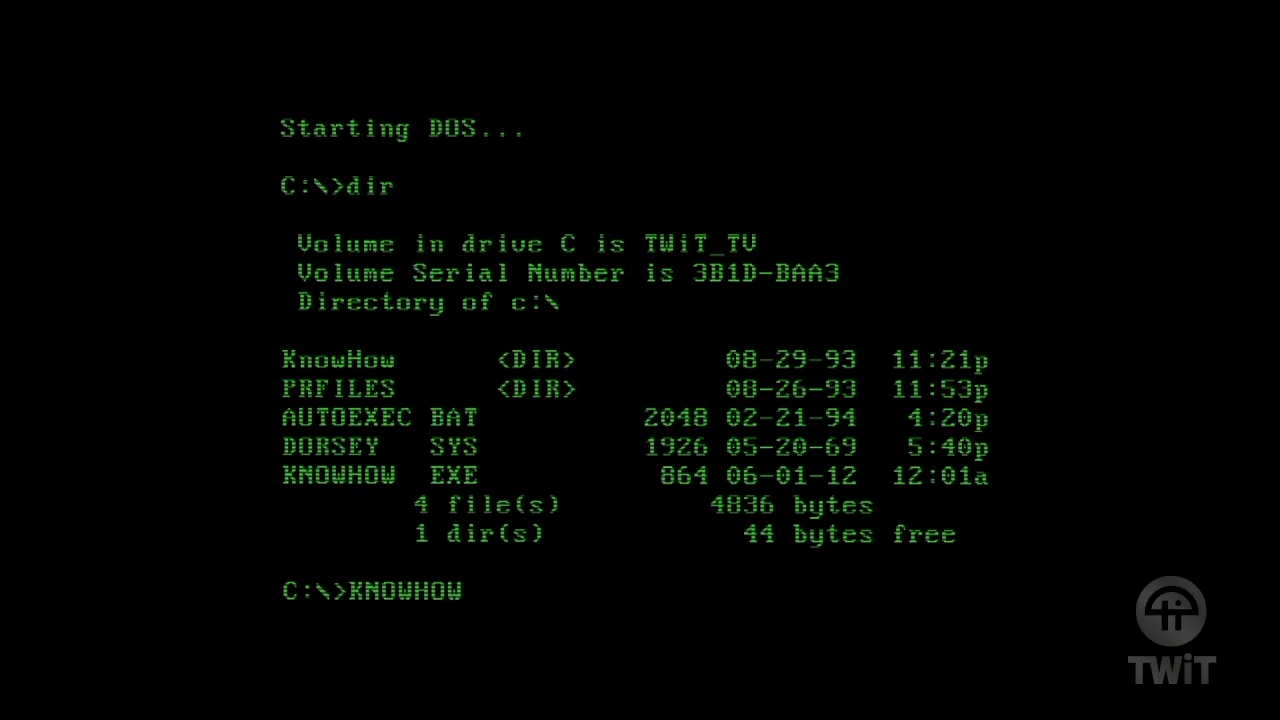 Starting DOS...
C:\>dir
Volume in drive C is TWiT_TV
Volume Serial Number is 3B1D-BAA3
Directory of c:\
KnowHow <DIR> 08-29-93 11:21p
PRFILES <DIR> 08-26-93 11:53p
AUTOEXEC BAT 2048 02-21-94 4:20p
DORSEY SYS 1926 05-20-69 5:40p
KNOWHOW EXE 864 06-01-12 12:01a
4 file(s) 4836 bytes
1 dir(s) 44 bytes free
C:\>KNOWHOW
TWiT